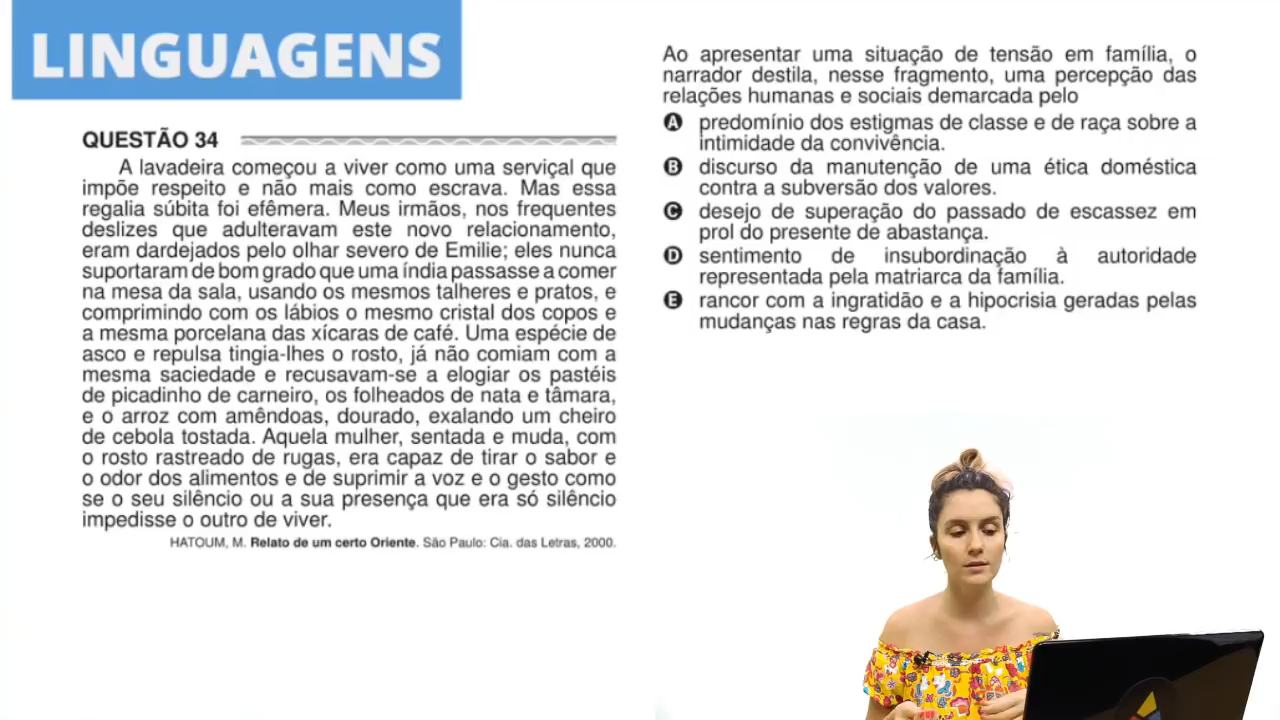 LINGUAGENS
QUESTÃO 34
A lavadeira começou a viver como uma serviçal que
impõe respeito e não mais como escrava. Mas essa
regalia súbita foi efêmera. Meus irmãos, nos frequentes
deslizes que adulteravam este novo relacionamento,
eram dardejados pelo olhar severo de Emilie; eles nunca
suportaram de bom grado que uma índia passasse a comer
na mesa da sala, usando os mesmos talheres e pratos, e
comprimindo com os lábios o mesmo cristal dos copos e
a mesma porcelana das xícaras de café. Uma espécie de
asco e repulsa tingia-lhes o rosto, já não comiam com a
mesma saciedade e recusavam-se a elogiar os pastéis
de picadinho de carneiro, os folheados de nata e tâmara,
e o arroz com amêndoas, dourado, exalando um cheiro
de cebola tostada. Aquela mulher, sentada e muda, com
o rosto rastreado de rugas, era capaz de tirar o sabor e
o odor dos alimentos e de suprimir a voz e o gesto como
se o seu silêncio ou a sua presença que era só silêncio
impedisse o outro de viver.
HATOUM, M. Relato de um certo Oriente. São Paulo: Cia. das Letras, 2000.
Ao apresentar uma situação de tensão em família, o
narrador destila, nesse fragmento, uma percepção das
relações humanas e sociais demarcada pelo
A predomínio dos estigmas de classe e de raça sobre a
intimidade da convivência.
B discurso da manutenção de uma ética doméstica
contra a subversão dos valores.
C desejo de superação do passado de escassez em
prol do presente de abastança.
D sentimento de insubordinação à autoridade
representada pela matriarca da família.
E rancor com a ingratidão e a hipocrisia geradas pelas
mudanças nas regras da casa.